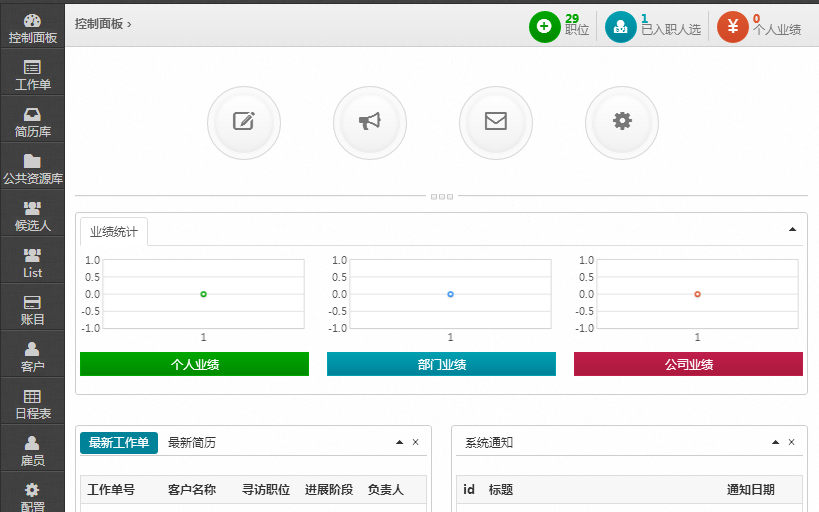 控制面板
工作单
简历库
公共资源库
候选人
List
账目
客户
日程表
雇员
配置
控制面板 ›
29
职位
1
已入职人选
0
个人业绩
业绩统计
1.0
0.5
0.0
-0.5
-1.0
1
个人业绩
1.0
0.5
0.0
-0.5
-1.0
1
部门业绩
1.0
0.5
0.0
-0.5
-1.0
1
公司业绩
最新工作单 最新简历
工作单号 客户名称 寻访职位 进展阶段 负责人
系统通知
id 标题 通知日期